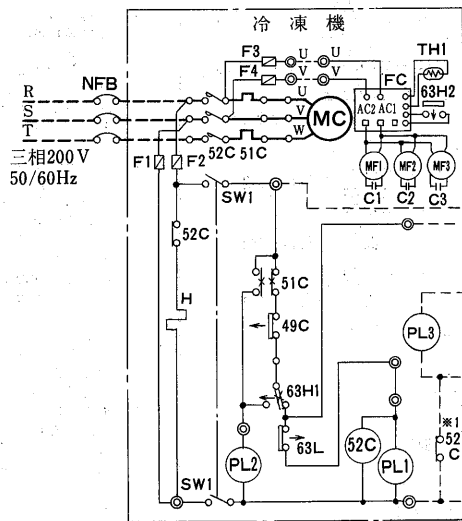 冷凍機
F3 U U TH1
F4 V V FC 63H2
NFB
R U AC2 AC1
S V MC
T W
三相200V
50/60Hz
F1 F2 52C 51C
MF1 MF2 MF3
C1 C2 C3
SW1
52C
51C
H
49C
PL3
63H1
※1
52
C
63L
PL2 52C PL1
SW1